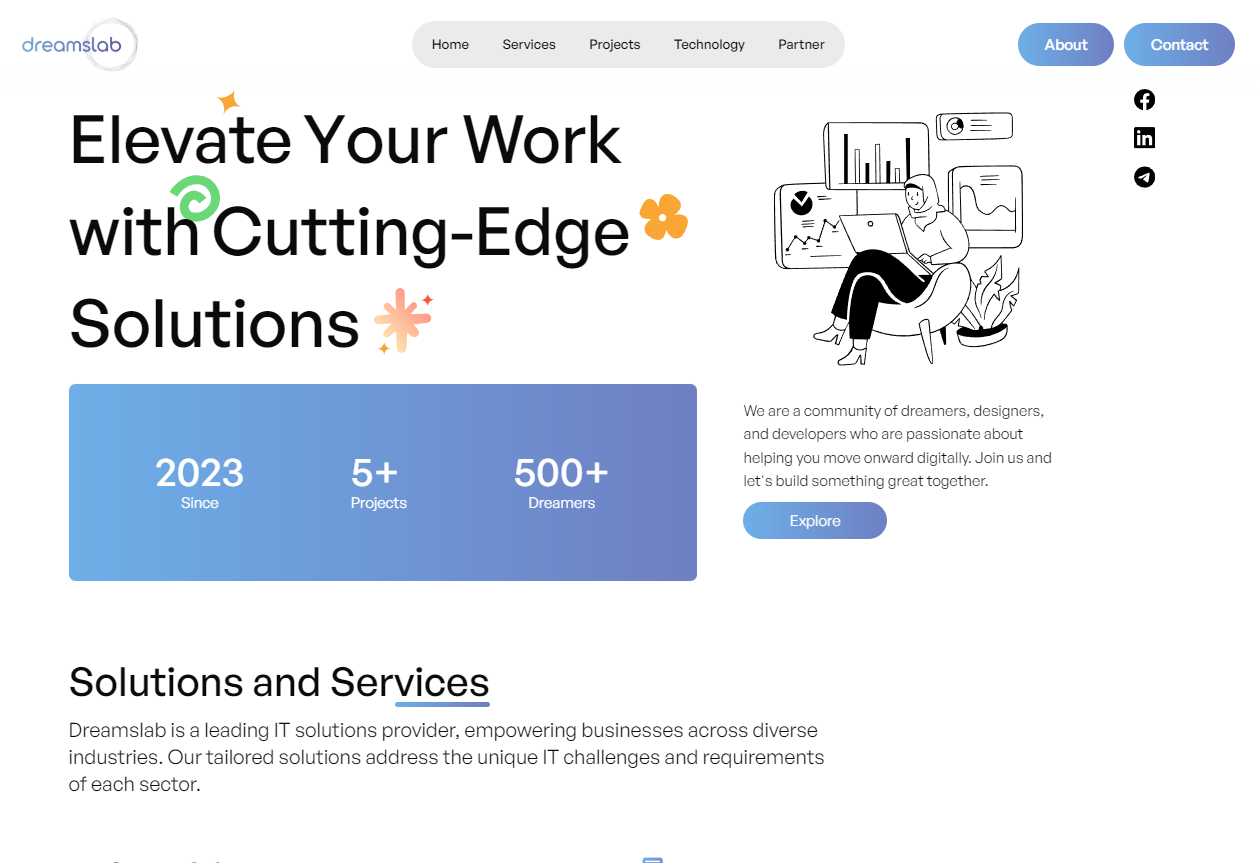 dreamslab
Home Services Projects Technology Partner
About Contact
Elevate Your Work
with Cutting-Edge
Solutions
2023 5+ 500+
Since Projects Dreamers
We are a community of dreamers, designers,
and developers who are passionate about
helping you move onward digitally. Join us and
let's build something great together.
Explore
Solutions and Services
Dreamslab is a leading IT solutions provider, empowering businesses across diverse
industries. Our tailored solutions address the unique IT challenges and requirements
of each sector.